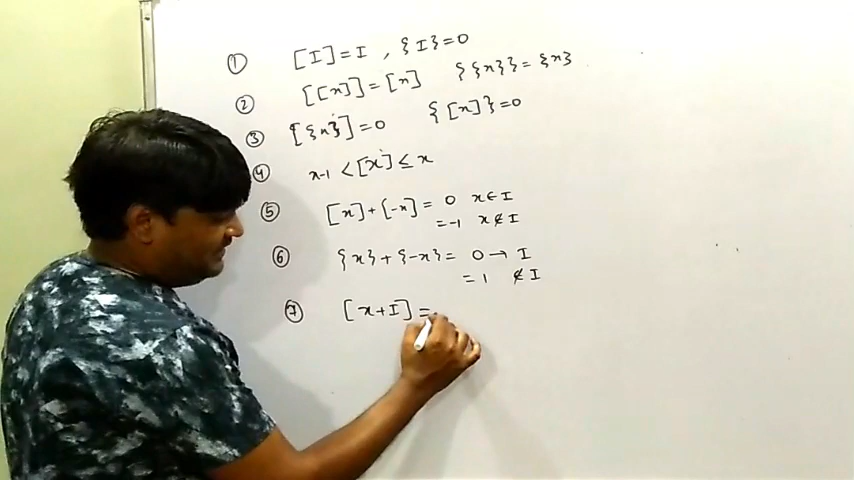 ① [I]=I , {I}=0
② [[x]]=[x] {{x}}={x}
③ [{x}]=0 {[x]}=0
④ x-1 < [x] ≤ x
⑤ [x]+[-x]= 0 x∈I
=-1 x∉I
⑥ {x}+{-x}= 0→ I
=1 ∉I
⑦ [x+I]=